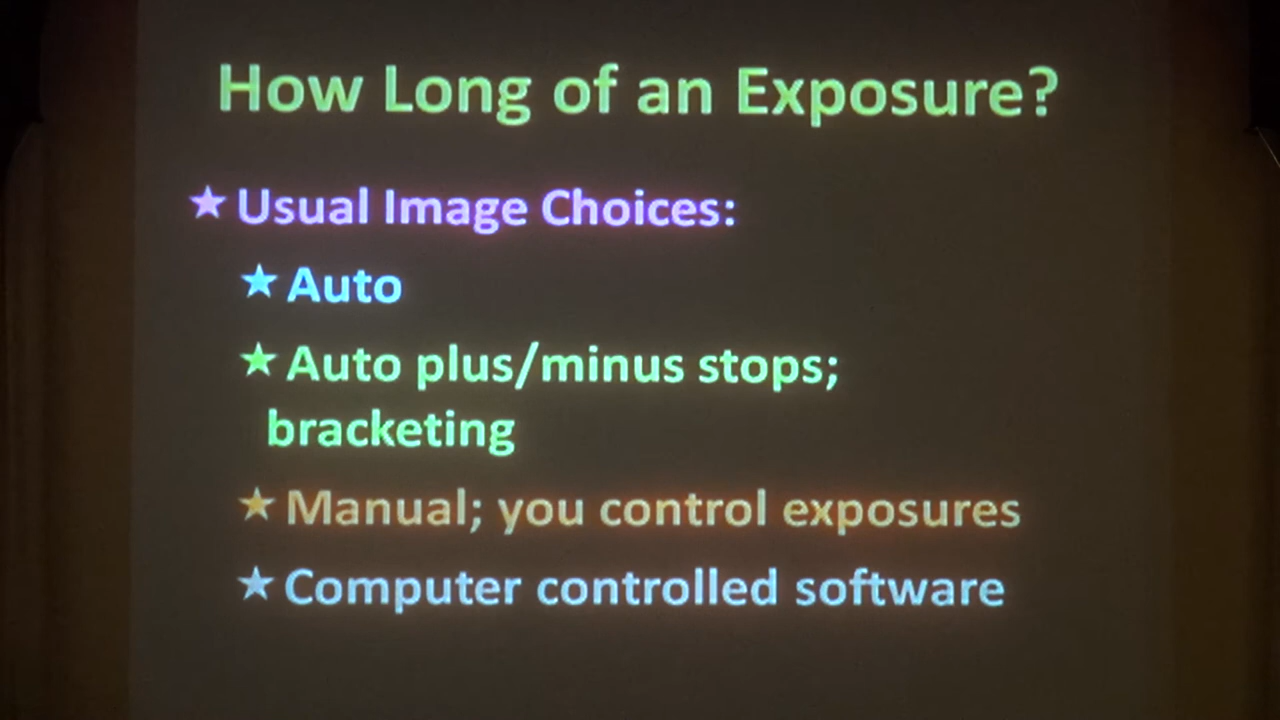 How Long of an Exposure?
★ Usual Image Choices:
★ Auto
★ Auto plus/minus stops;
bracketing
★ Manual; you control exposures
★ Computer controlled software